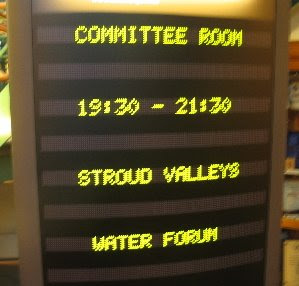 COMMITTEE ROOM
19:30 - 21:30
STROUD VALLEYS
WATER FORUM